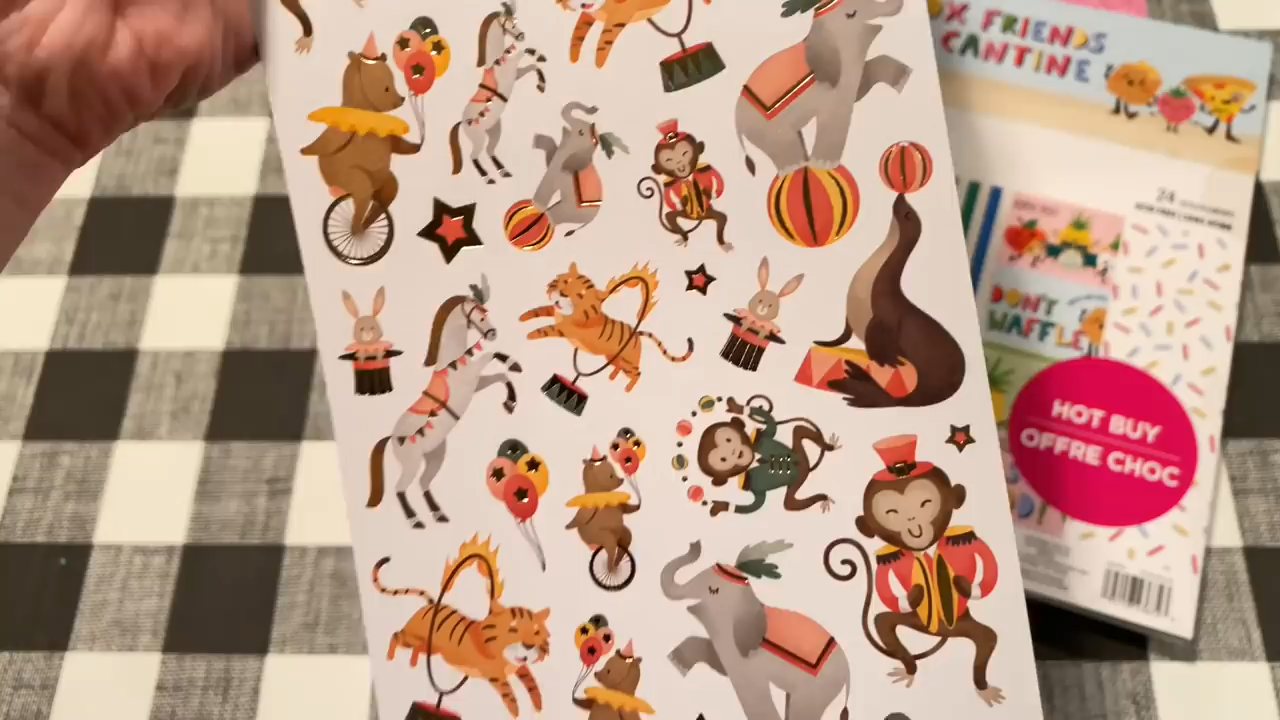 X FRIENDS
CANTINE
24
DON'T
WAFFLE
HOT BUY
OFFRE CHOC